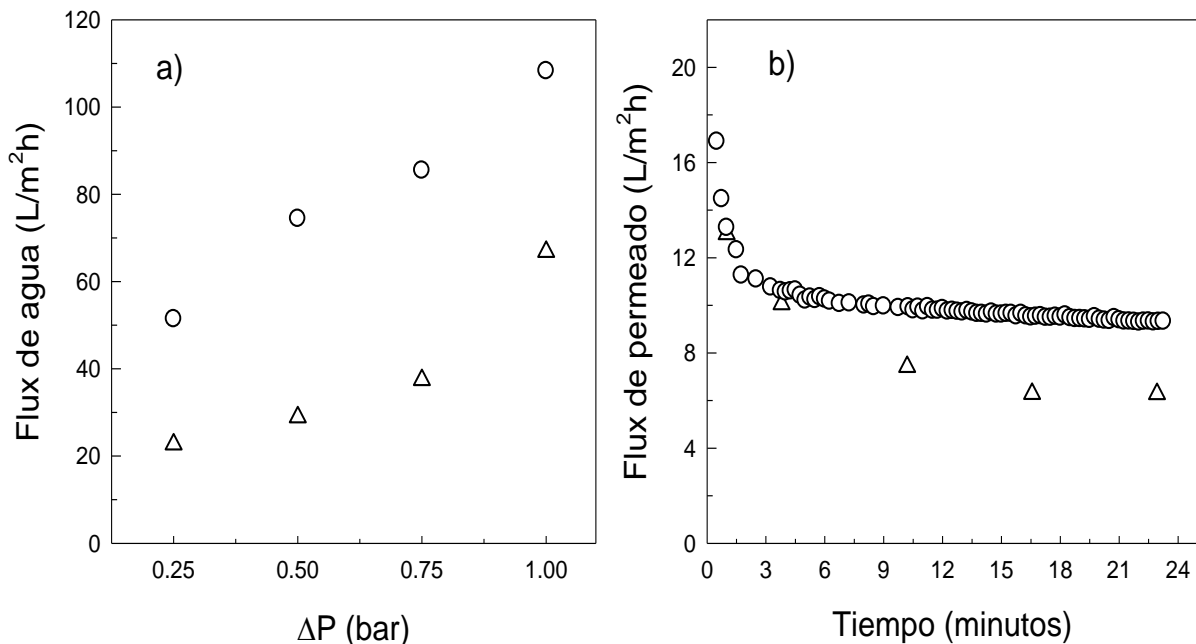 a)
Flux de agua (L/m²h)
120
100
80
60
40
20
0
0.25 0.50 0.75 1.00
ΔP (bar)
b)
Flux de permeado (L/m²h)
20
16
12
8
4
0
0 3 6 9 12 15 18 21 24
Tiempo (minutos)